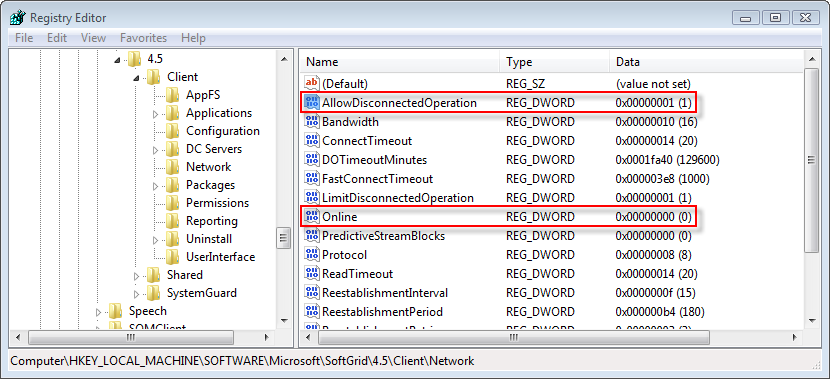 Registry Editor
File Edit View Favorites Help
4.5
Client
AppFS
Applications
Configuration
DC Servers
Network
Packages
Permissions
Reporting
Uninstall
UserInterface
Shared
SystemGuard
Speech
SQMClient
Name Type Data
ab (Default) REG_SZ (value not set)
AllowDisconnectedOperation REG_DWORD 0x00000001 (1)
Bandwidth REG_DWORD 0x00000010 (16)
ConnectTimeout REG_DWORD 0x00000014 (20)
DOTimeoutMinutes REG_DWORD 0x0001fa40 (129600)
FastConnectTimeout REG_DWORD 0x000003e8 (1000)
LimitDisconnectedOperation REG_DWORD 0x00000001 (1)
Online REG_DWORD 0x00000000 (0)
PredictiveStreamBlocks REG_DWORD 0x00000000 (0)
Protocol REG_DWORD 0x00000008 (8)
ReadTimeout REG_DWORD 0x00000014 (20)
ReestablishmentInterval REG_DWORD 0x0000000f (15)
ReestablishmentPeriod REG_DWORD 0x000000b4 (180)
Computer\HKEY_LOCAL_MACHINE\SOFTWARE\Microsoft\SoftGrid\4.5\Client\Network